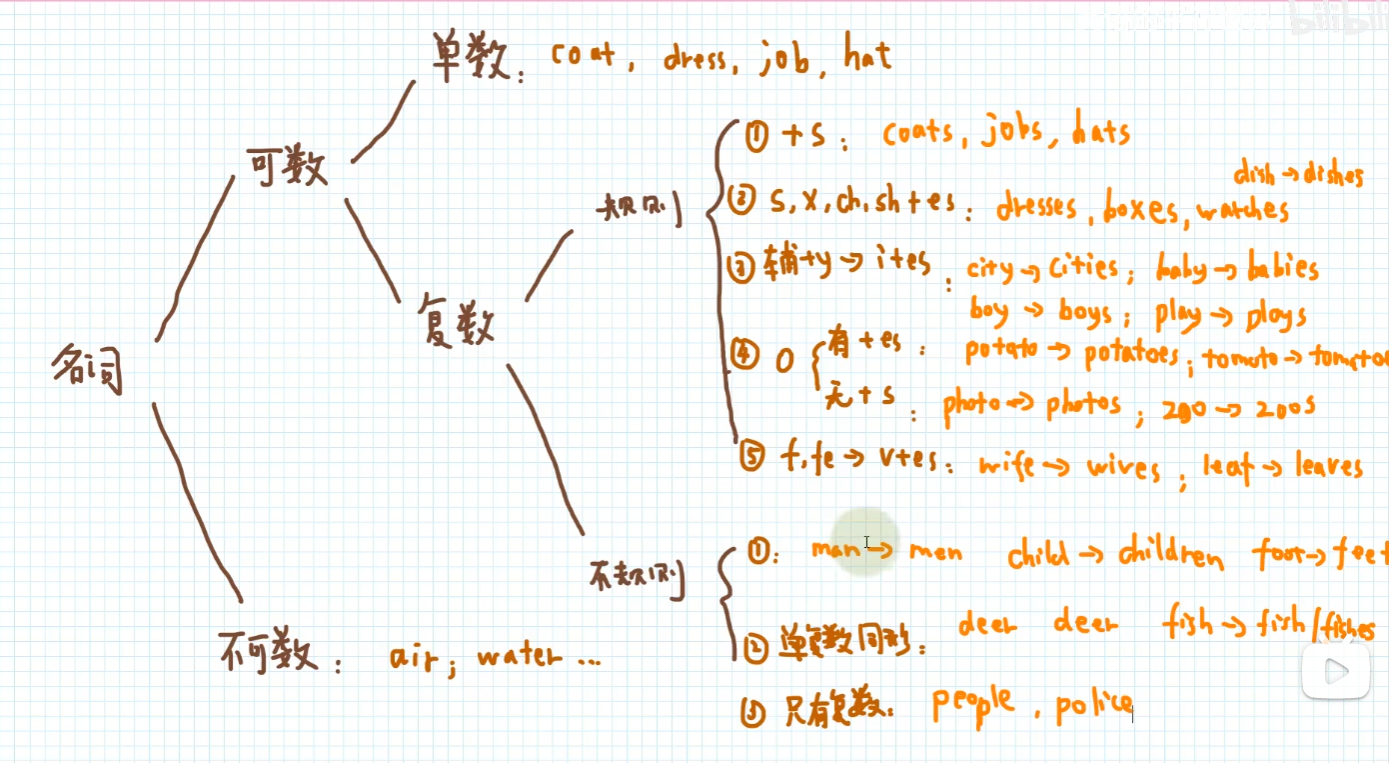 bilibili
单数：coat, dress, job, hat
可数
① +s： coats, jobs, hats
dish→dishes
规则
② s, x, ch, sh+es：dresses, boxes, watches
③ 辅+y→i+es：city→cities；baby→babies
boy→boys；play→plays
复数
④ o 有+es：potato→potatoes；tomato→tomatoes
无+s：photo→photos；zoo→zoos
名词
⑤ f, fe→v+es：wife→wives；leaf→leaves
①：man→men child→children foot→feet
不规则
② 单复数同形：deer deer fish→fish/fishes
不可数：air；water...
③ 只有复数：people, police